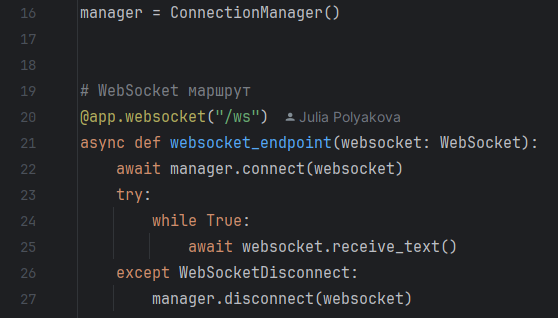 16 manager = ConnectionManager()
17
18
19 # WebSocket маршрут
20 @app.websocket("/ws") Julia Polyakova
21 async def websocket_endpoint(websocket: WebSocket):
22     await manager.connect(websocket)
23     try:
24         while True:
25             await websocket.receive_text()
26     except WebSocketDisconnect:
27         manager.disconnect(websocket)